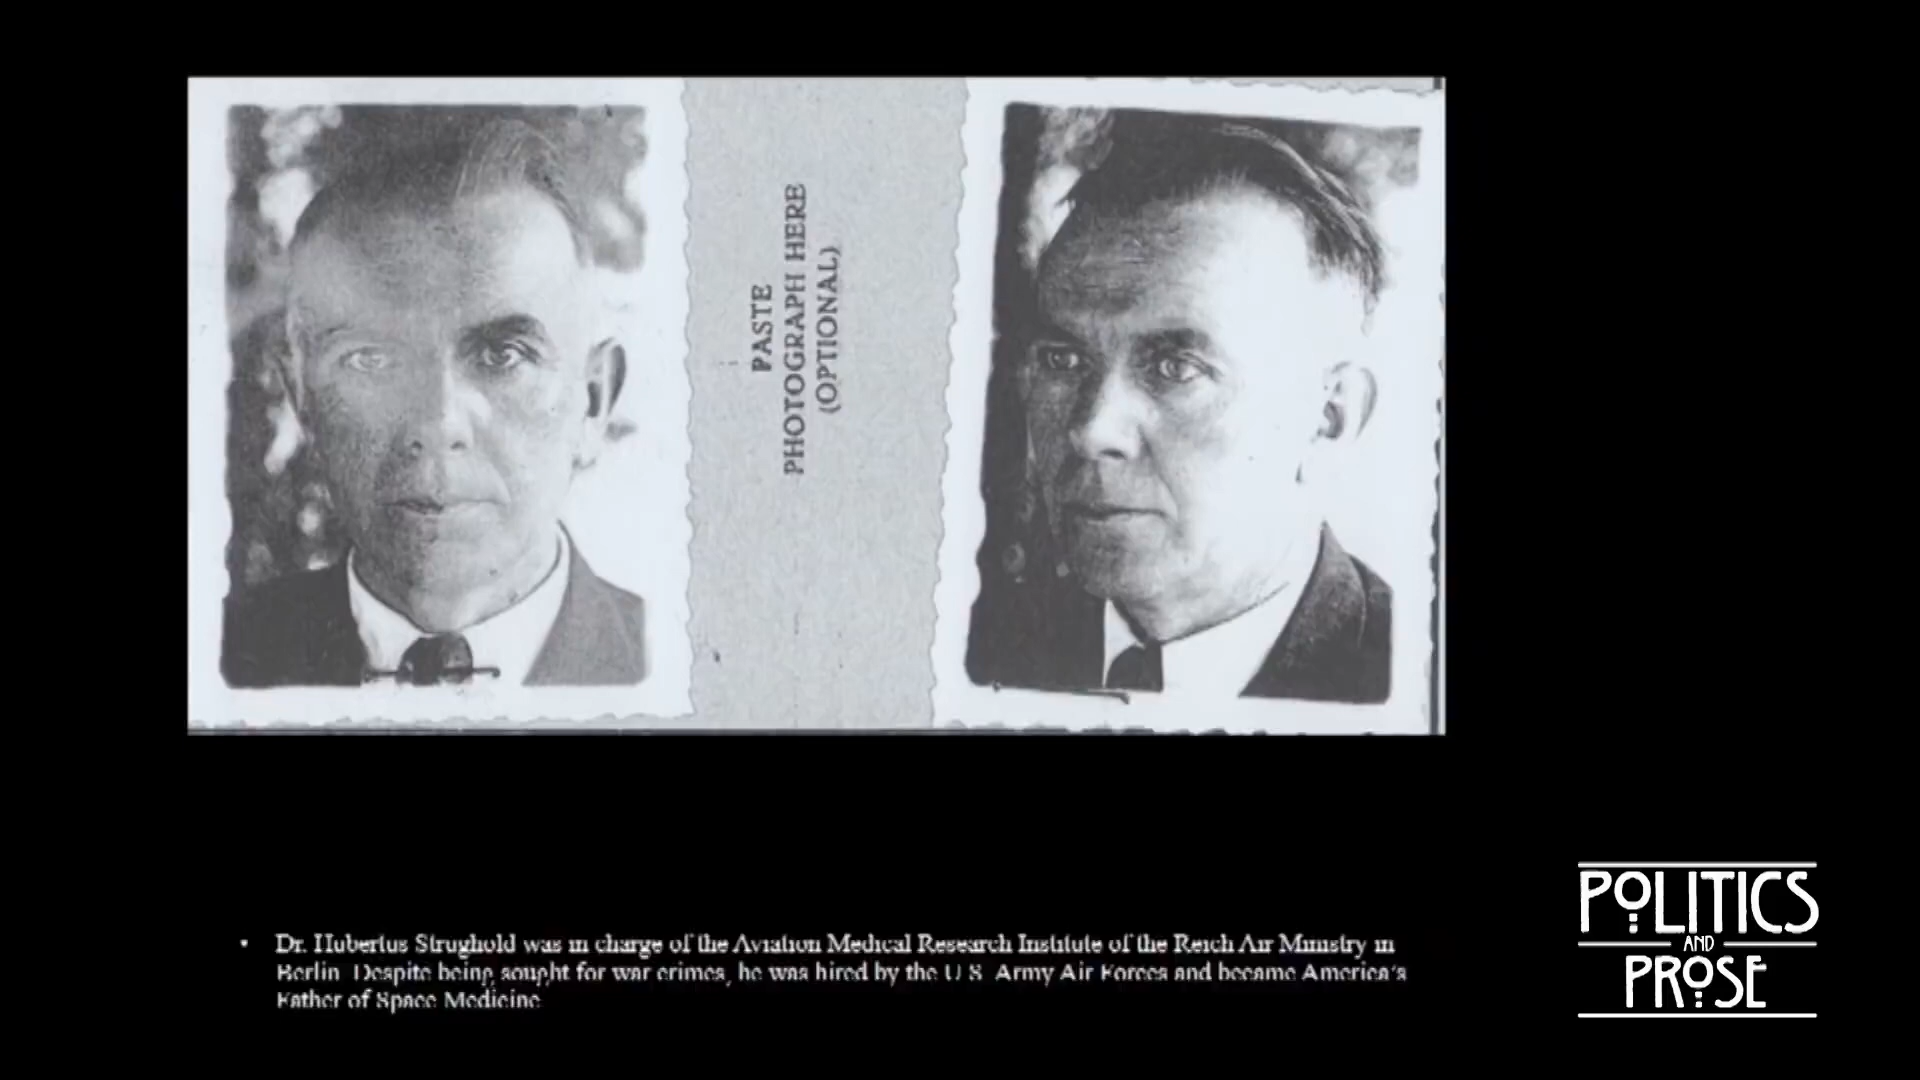 PASTE
PHOTOGRAPH HERE
(OPTIONAL)
• Dr. Hubertus Strughold was in charge of the Aviation Medical Research Institute of the Reich Air Ministry in
Berlin. Despite being sought for war crimes, he was hired by the U.S. Army Air Forces and became America's
Father of Space Medicine
POLITICS
AND
PROSE